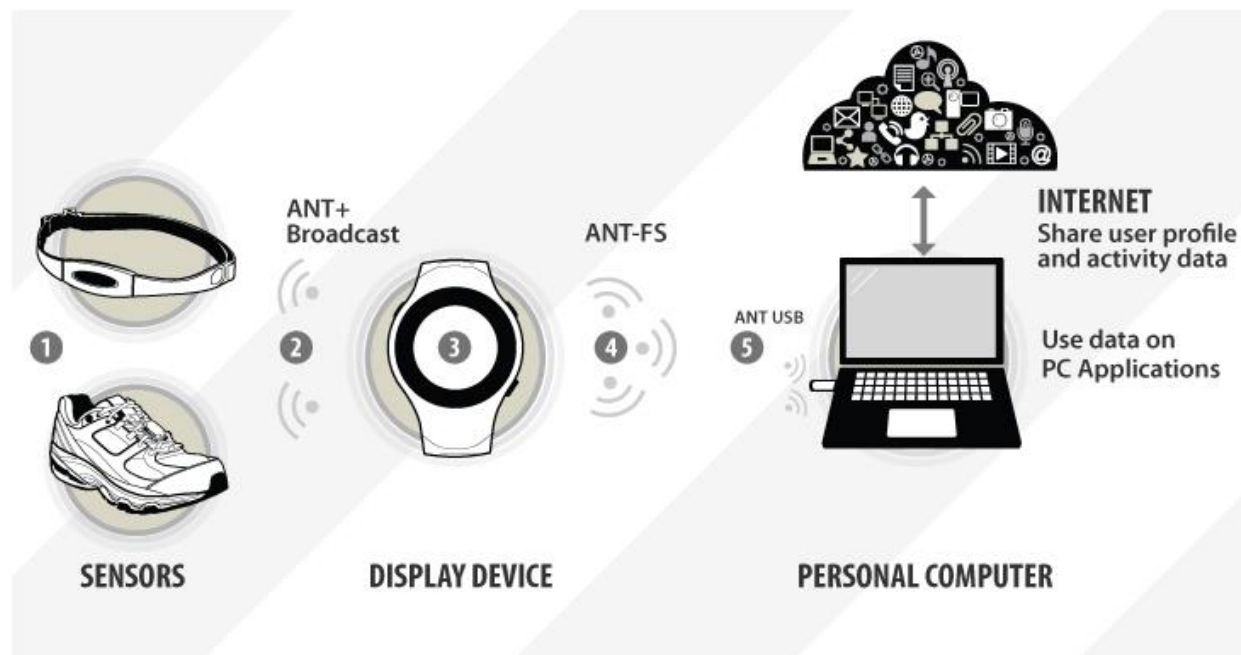 ANT+
Broadcast
ANT-FS
INTERNET
Share user profile
and activity data
ANT USB
1
2
3
4
5
Use data on
PC Applications
SENSORS
DISPLAY DEVICE
PERSONAL COMPUTER
@